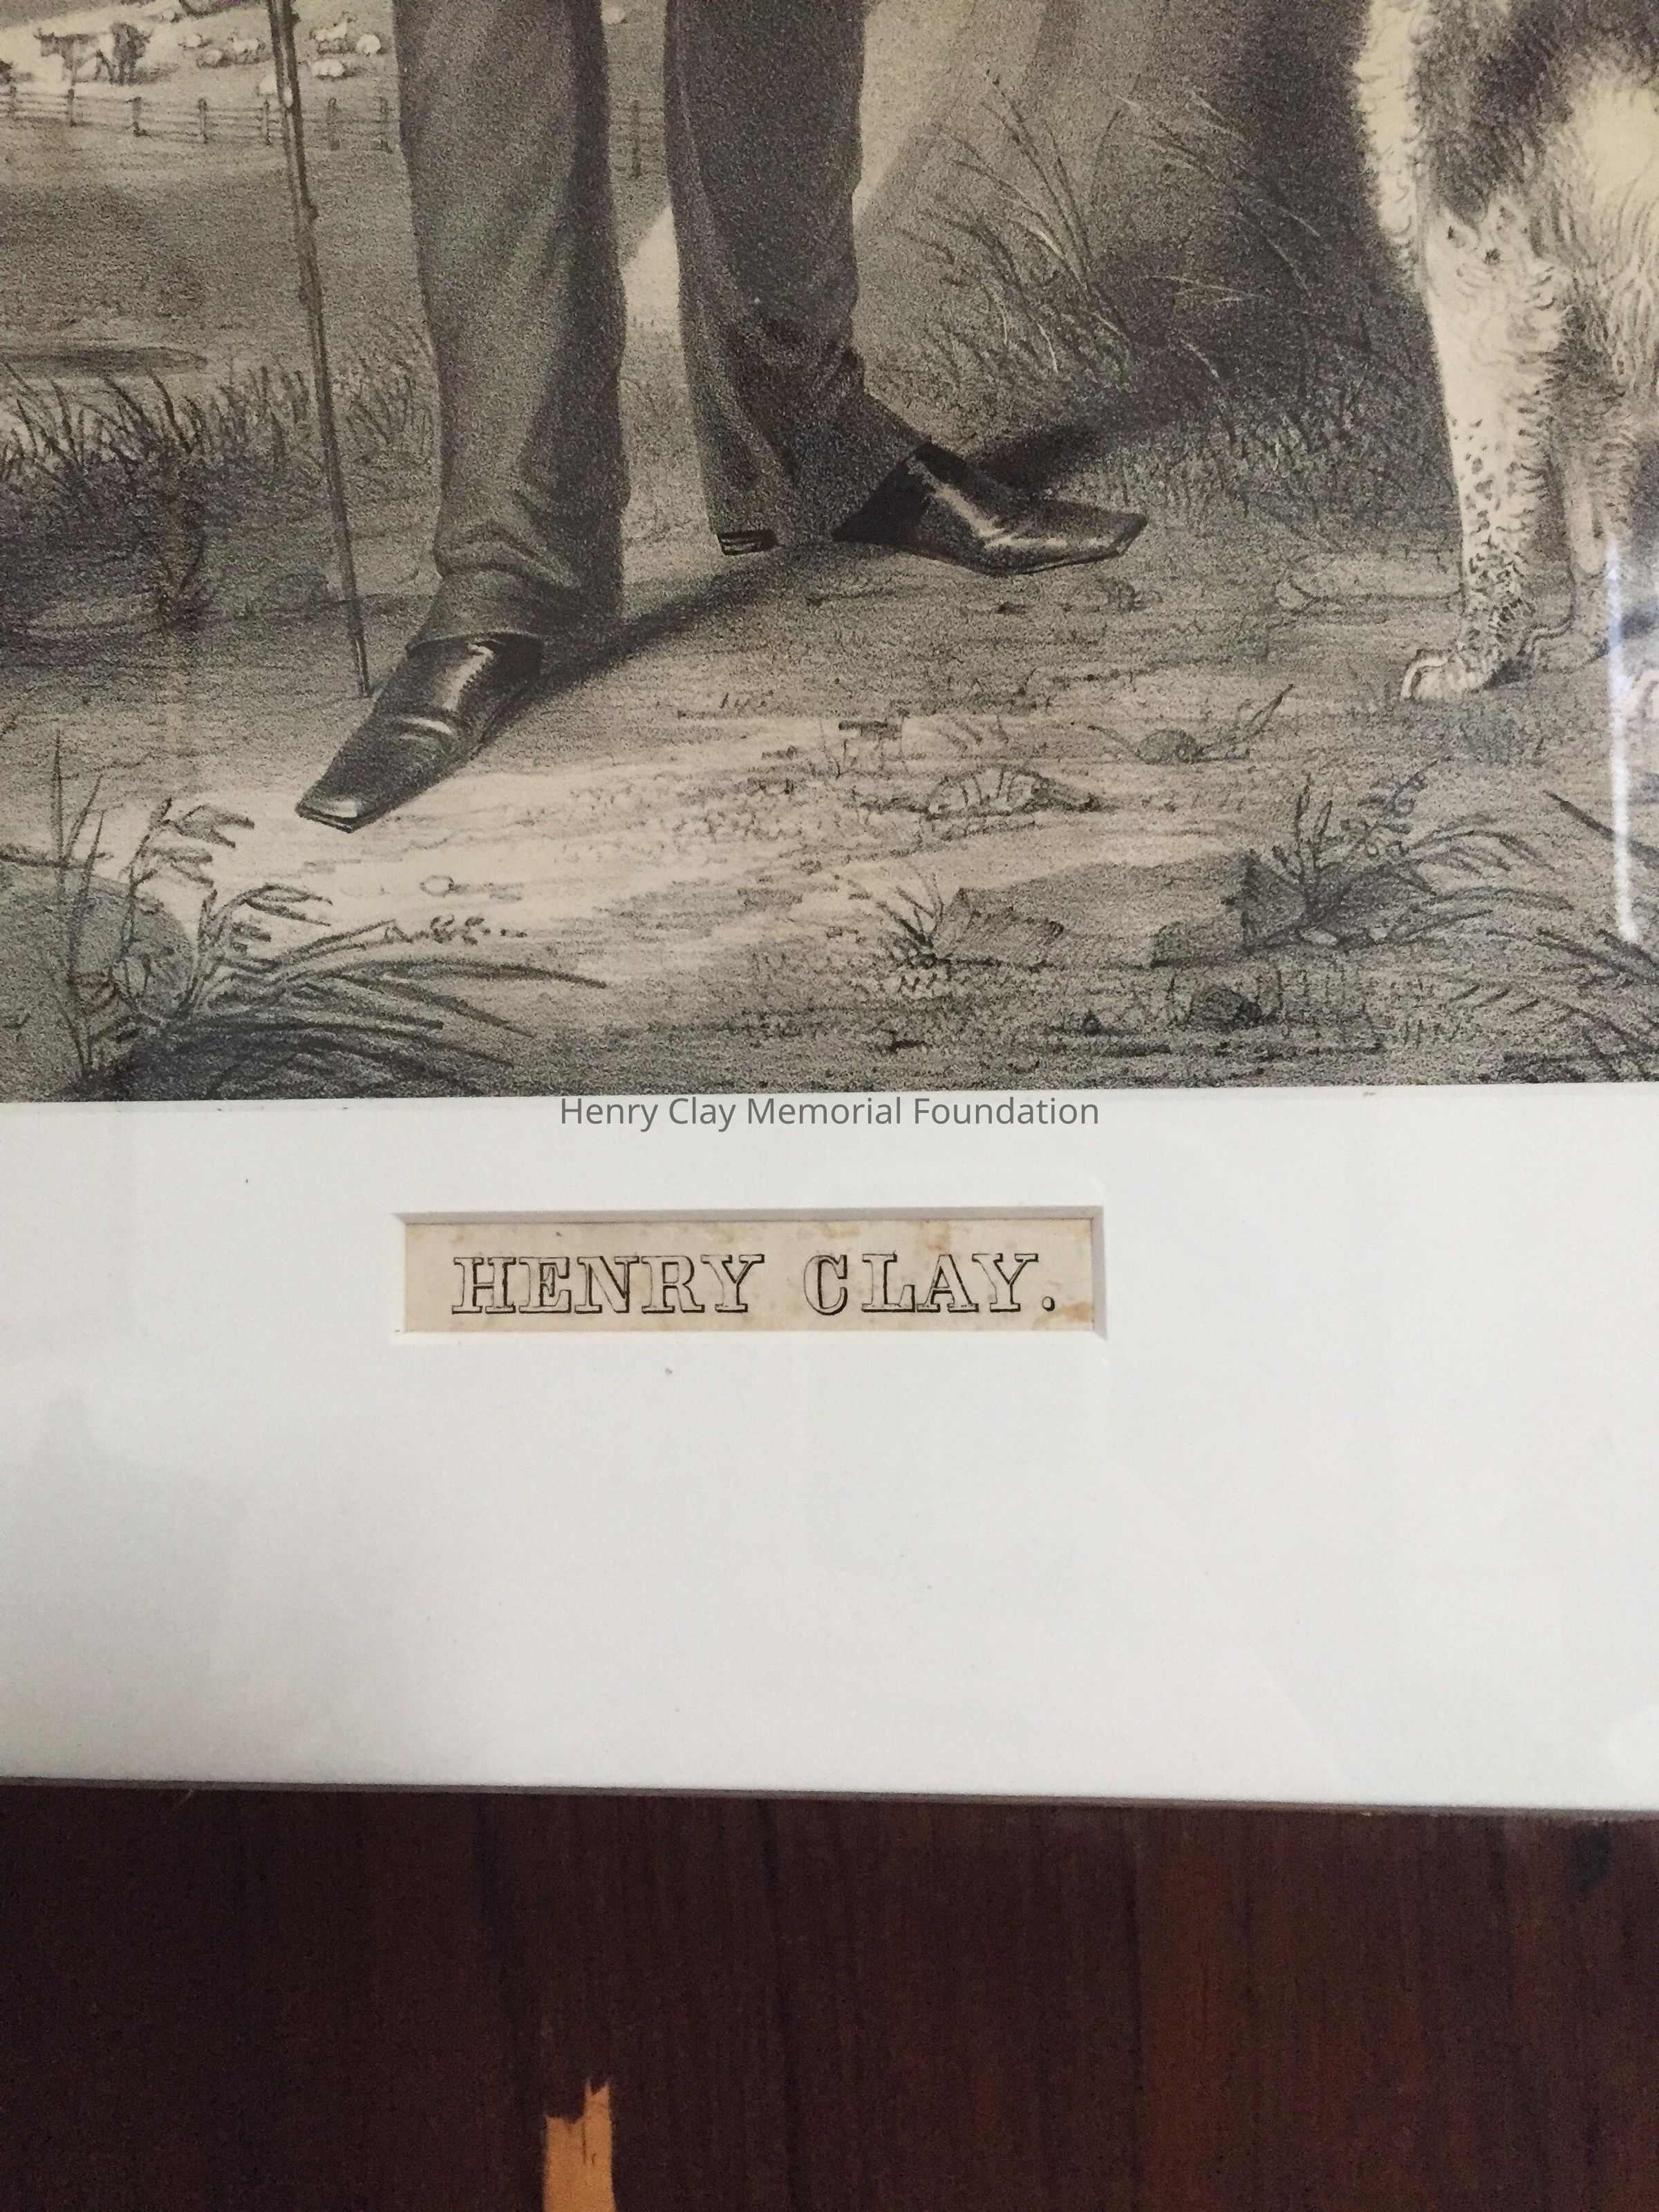 Henry Clay Memorial Foundation
HENRY CLAY.